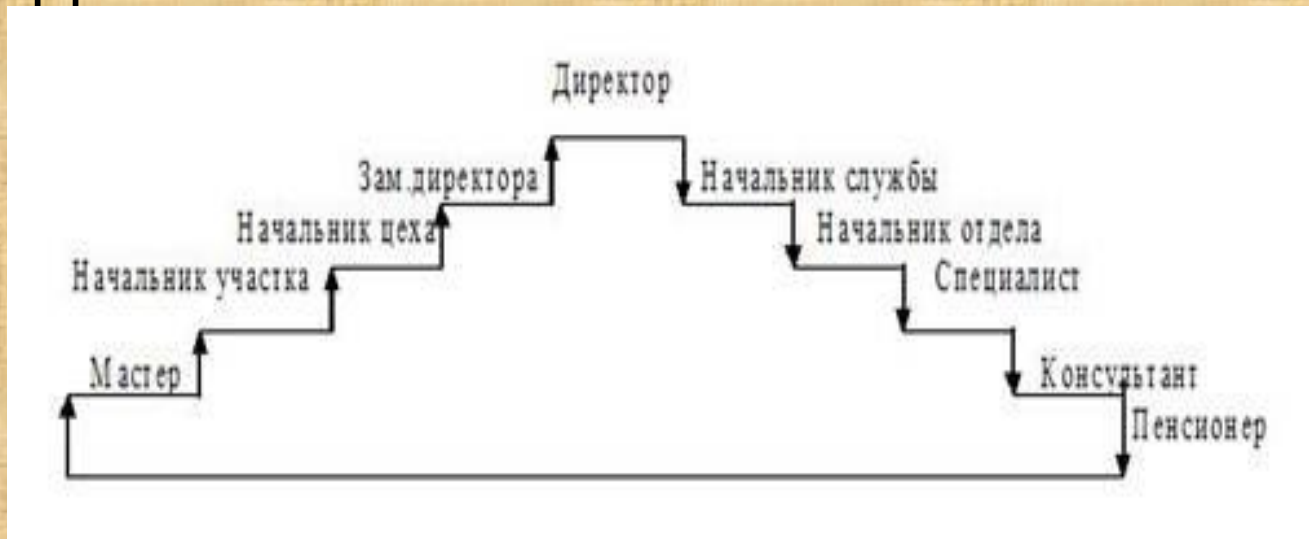 Директор
Зам.директора
Начальник службы
Начальник цеха
Начальник отдела
Начальник участка
Специалист
Мастер
Консультант
Пенсионер